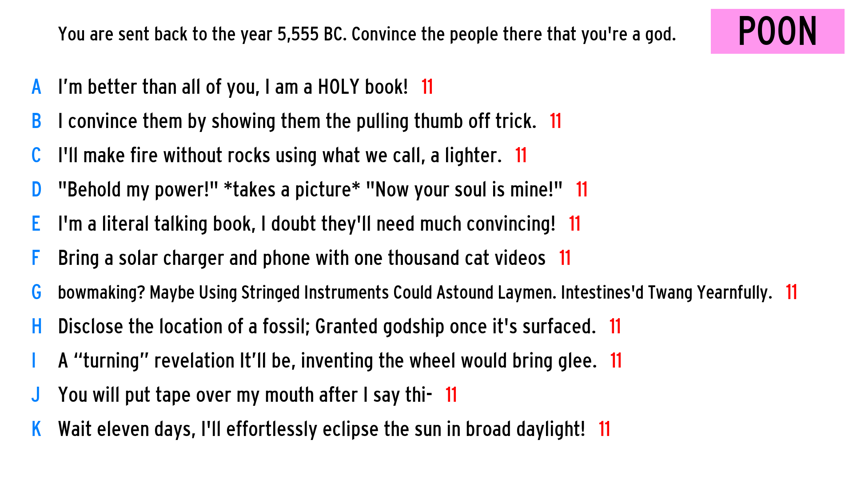 You are sent back to the year 5,555 BC. Convince the people there that you're a god.
POON
A I’m better than all of you, I am a HOLY book! 11
B I convince them by showing them the pulling thumb off trick. 11
C I'll make fire without rocks using what we call, a lighter. 11
D "Behold my power!" *takes a picture* "Now your soul is mine!" 11
E I'm a literal talking book, I doubt they'll need much convincing! 11
F Bring a solar charger and phone with one thousand cat videos 11
G bowmaking? Maybe Using Stringed Instruments Could Astound Laymen. Intestines'd Twang Yearnfully. 11
H Disclose the location of a fossil; Granted godship once it's surfaced. 11
I A “turning” revelation It’ll be, inventing the wheel would bring glee. 11
J You will put tape over my mouth after I say thi- 11
K Wait eleven days, I'll effortlessly eclipse the sun in broad daylight! 11